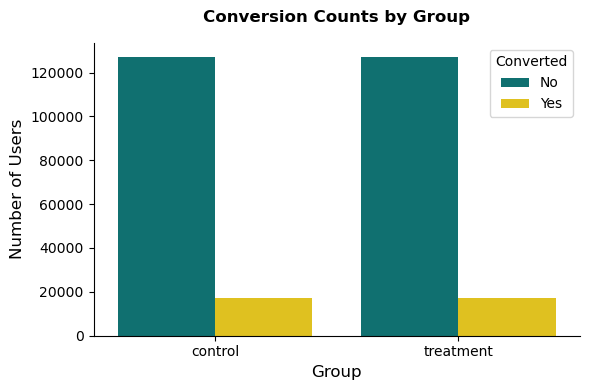 Conversion Counts by Group
Number of Users
120000
100000
80000
60000
40000
20000
0
Converted
No
Yes
control
treatment
Group